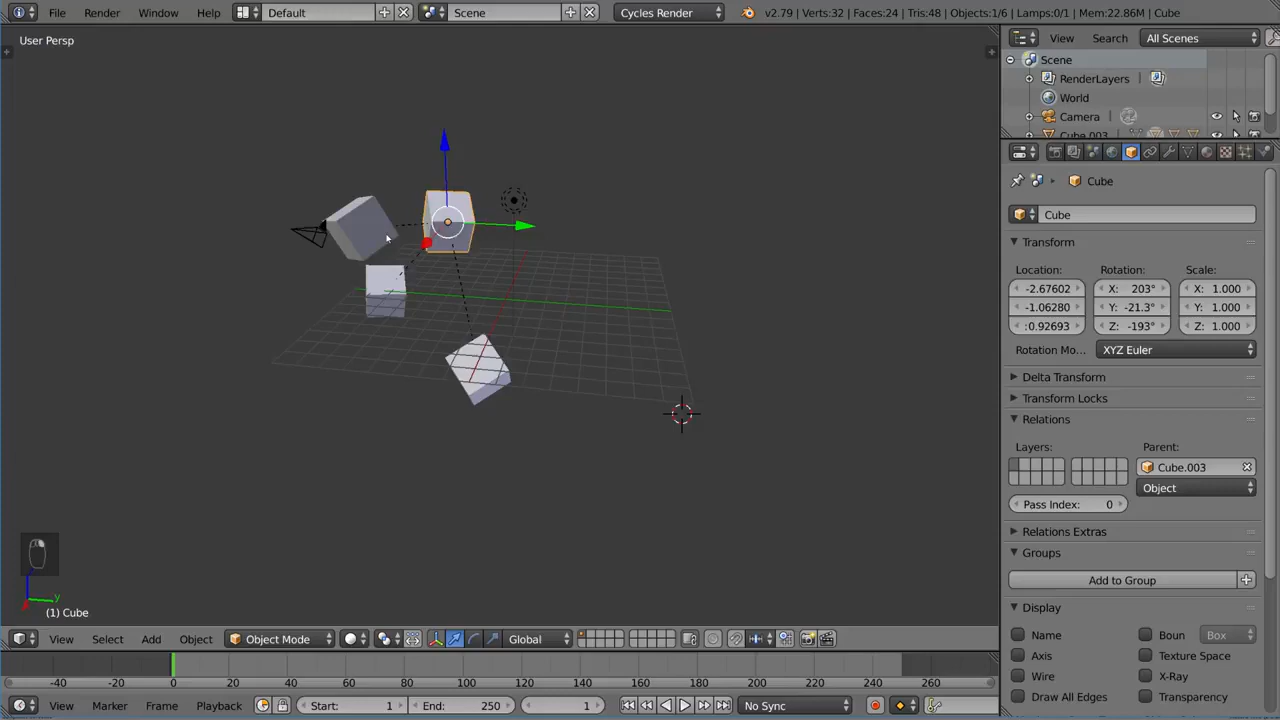 File Render Window Help Default Scene Cycles Render v2.79 | Verts:32 | Faces:24 | Tris:48 | Objects:1/6 | Lamps:0/1 | Mem:22.86M | Cube
User Persp
View Search All Scenes
Scene
RenderLayers
World
Camera
Cube.003
Cube
Cube
Transform
Location: Rotation: Scale:
-2.67602 X: 203° X: 1.000
-1.06280 Y: -21.3° Y: 1.000
:0.92693 Z: -193° Z: 1.000
Rotation Mo... XYZ Euler
Delta Transform
Transform Locks
Relations
Layers: Parent:
Cube.003
Object
Pass Index: 0
Relations Extras
Groups
Add to Group
Display
Name Boun Box
Axis Texture Space
Wire X-Ray
Draw All Edges Transparency
z
y
(1) Cube
View Select Add Object Object Mode Global
-40 -20 0 20 40 60 80 100 120 140 160 180 200 220 240 260
View Marker Frame Playback Start: 1 End: 250 1 No Sync